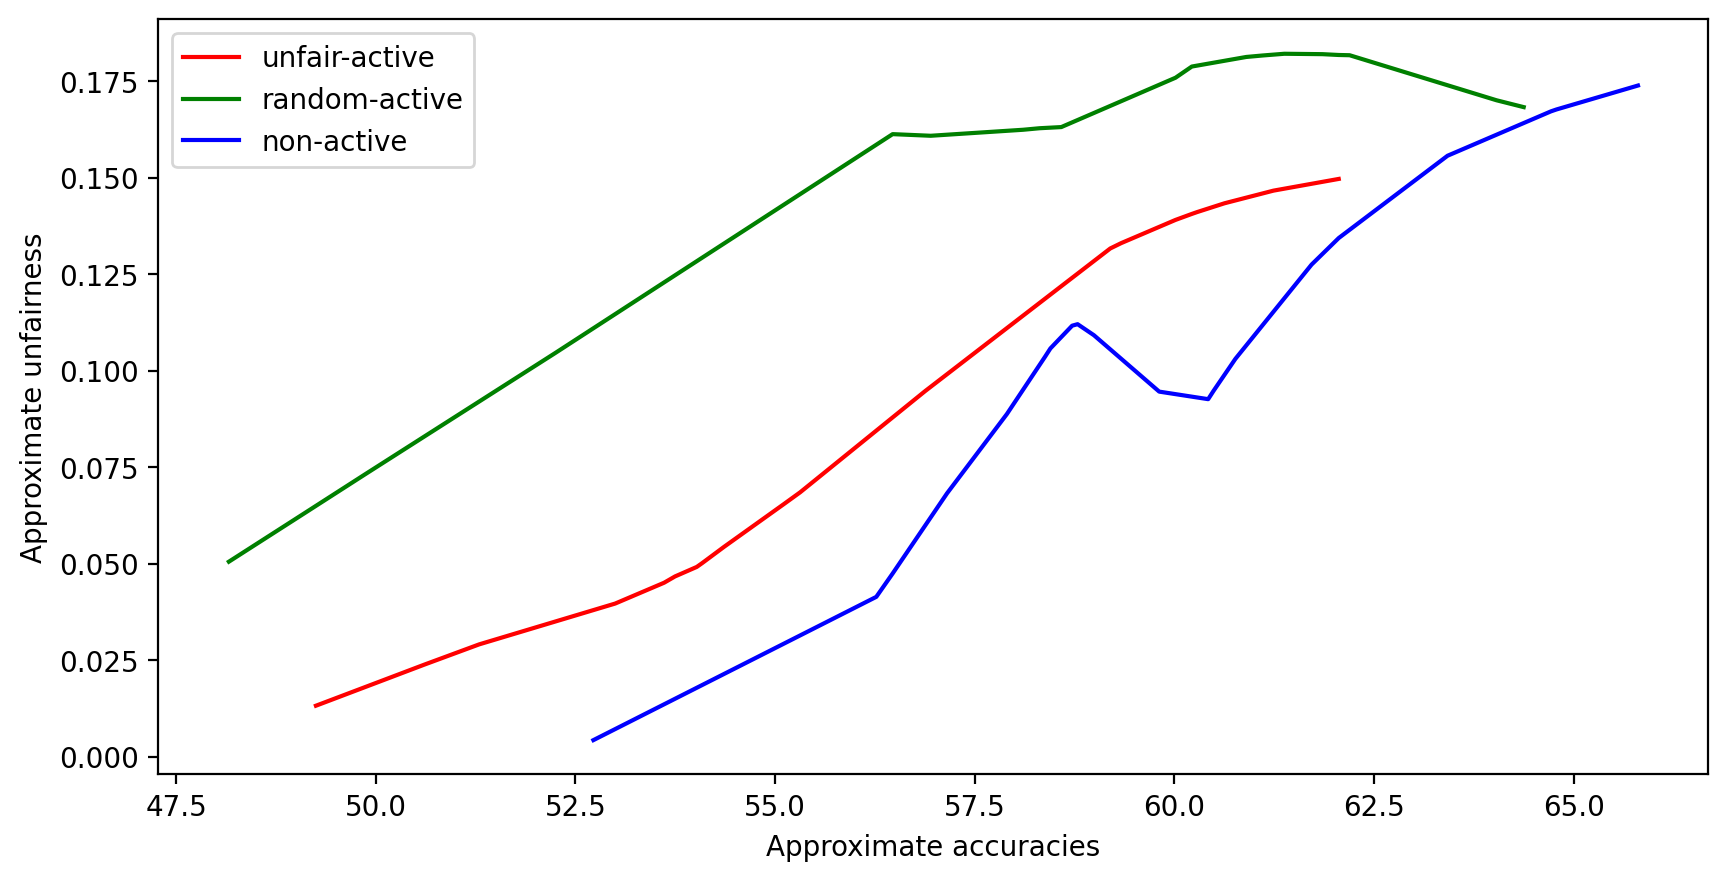 unfair-active
random-active
non-active
0.175
0.150
0.125
0.100
0.075
0.050
0.025
0.000
Approximate unfairness
47.5 50.0 52.5 55.0 57.5 60.0 62.5 65.0
Approximate accuracies